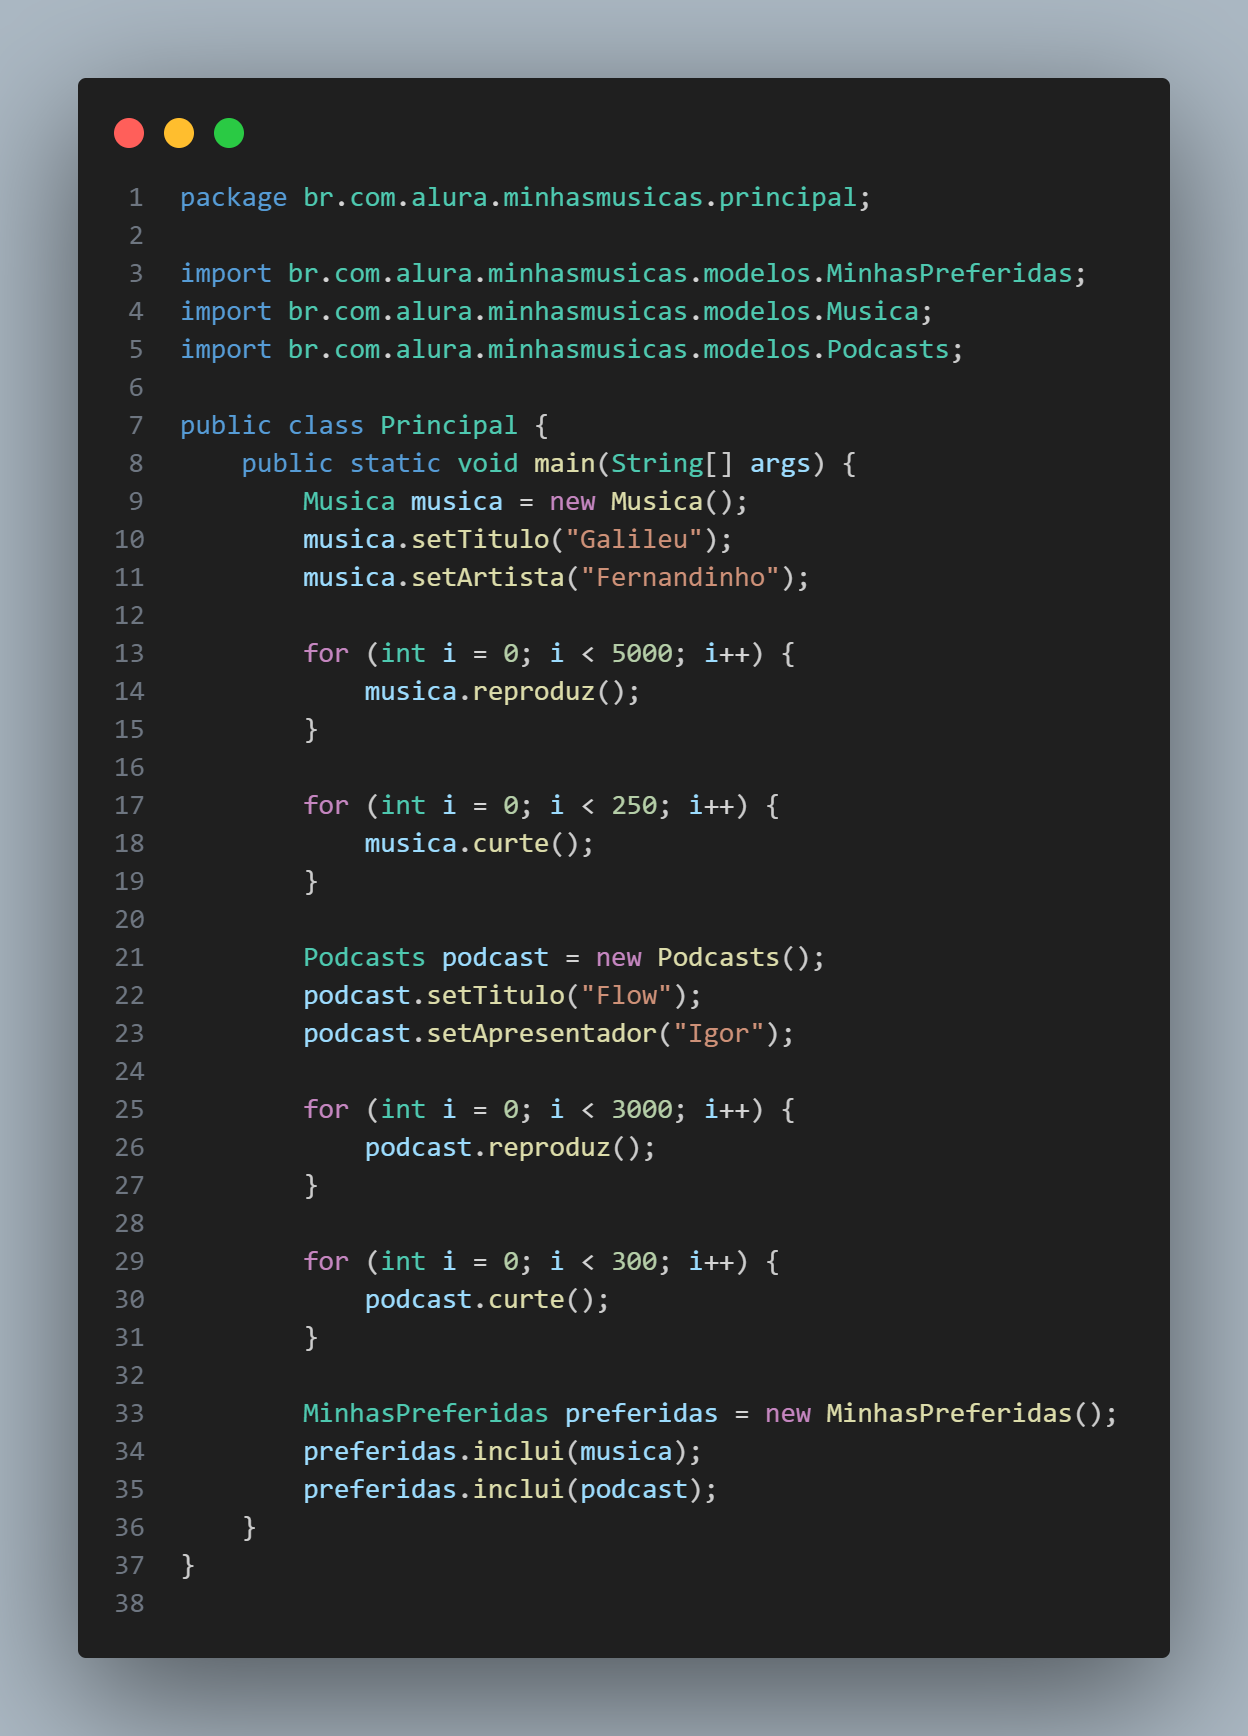 1 package br.com.alura.minhasmusicas.principal;
2
3 import br.com.alura.minhasmusicas.modelos.MinhasPreferidas;
4 import br.com.alura.minhasmusicas.modelos.Musica;
5 import br.com.alura.minhasmusicas.modelos.Podcasts;
6
7 public class Principal {
8     public static void main(String[] args) {
9         Musica musica = new Musica();
10         musica.setTitulo("Galileu");
11         musica.setArtista("Fernandinho");
12
13         for (int i = 0; i < 5000; i++) {
14             musica.reproduz();
15         }
16
17         for (int i = 0; i < 250; i++) {
18             musica.curte();
19         }
20
21         Podcasts podcast = new Podcasts();
22         podcast.setTitulo("Flow");
23         podcast.setApresentador("Igor");
24
25         for (int i = 0; i < 3000; i++) {
26             podcast.reproduz();
27         }
28
29         for (int i = 0; i < 300; i++) {
30             podcast.curte();
31         }
32
33         MinhasPreferidas preferidas = new MinhasPreferidas();
34         preferidas.inclui(musica);
35         preferidas.inclui(podcast);
36     }
37 }
38